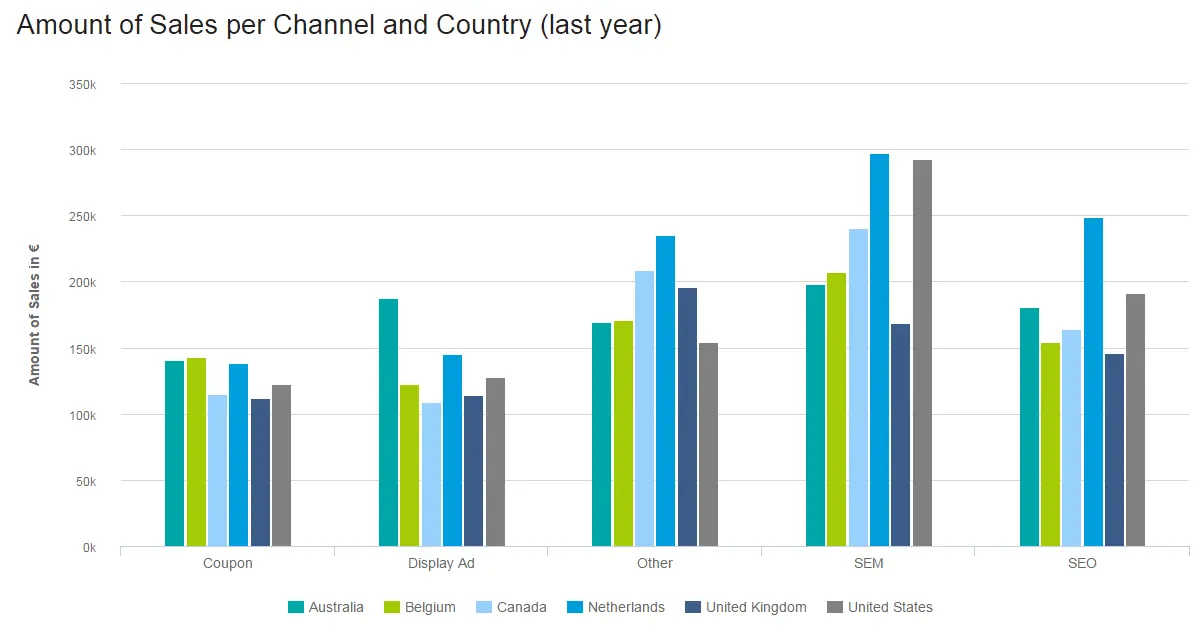 Amount of Sales per Channel and Country (last year)
350k
300k
250k
200k
150k
100k
50k
0k
Amount of Sales in €
Coupon Display Ad Other SEM SEO
Australia Belgium Canada Netherlands United Kingdom United States